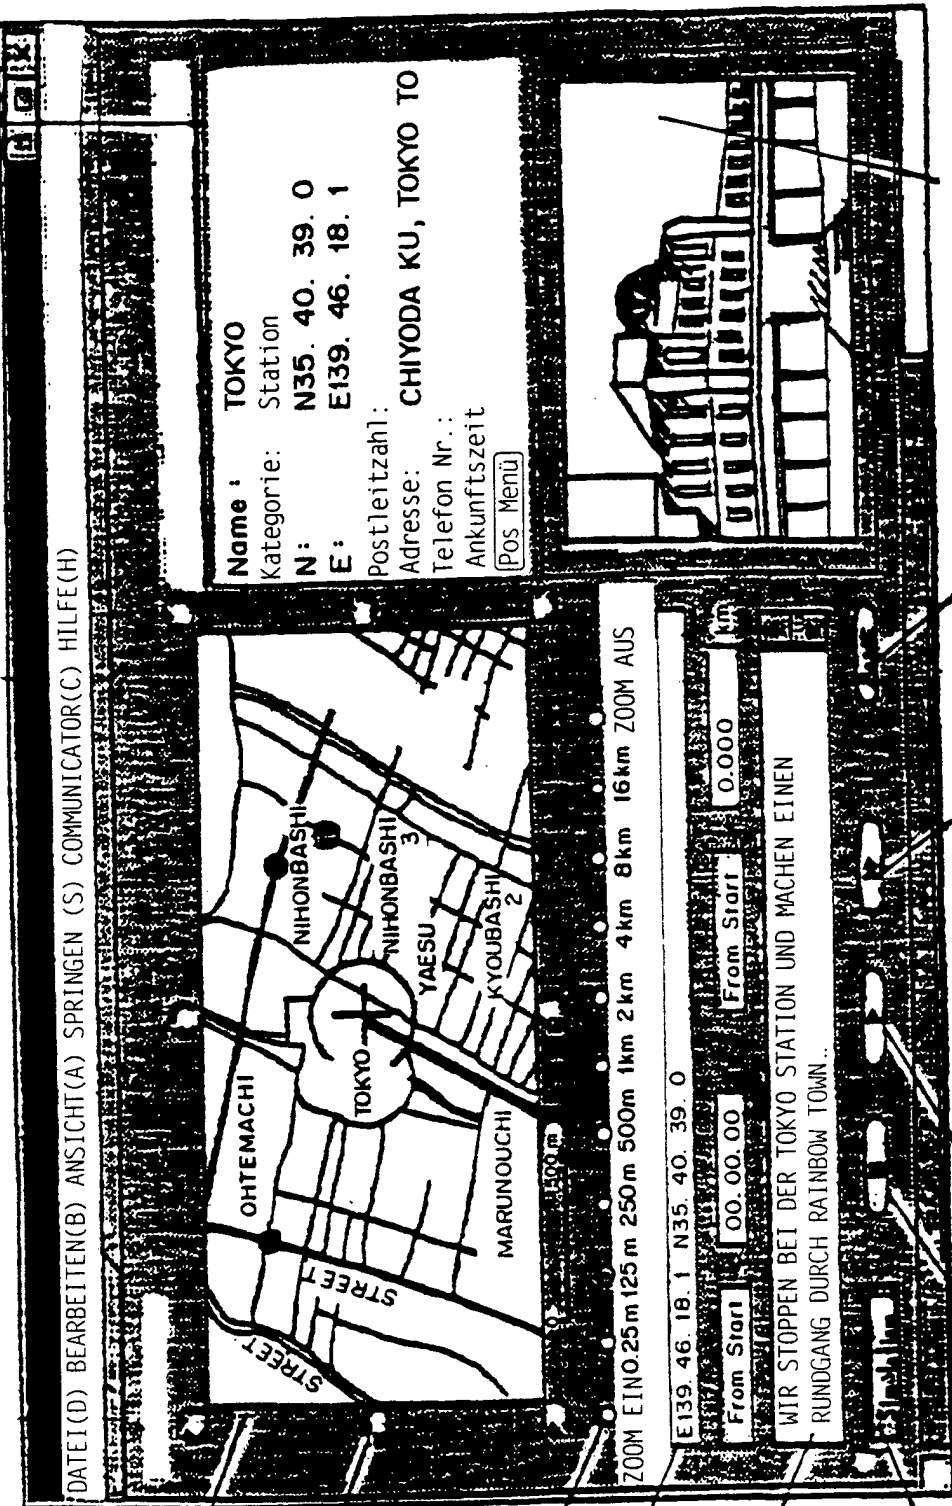 DATEI(D) BEARBEITEN(B) ANSICHT(A) SPRINGEN (S) COMMUNICATOR(C) HILFE(H)
OHTEMACHI
NIHONBASHI
TOKYO
NIHONBASHI
3
YAESU
KYOUBASHI
2
MARUNOUCHI
STREET
STREET
Name : TOKYO
Kategorie: Station
N: N35. 40. 39. 0
E: E139. 46. 18. 1
Postleitzahl:
Adresse: CHIYODA KU, TOKYO TO
Telefon Nr.:
Ankunftszeit
Pos Menü
ZOOM EIN 0.25m 125m 250m 500m 1km 2km 4km 8km 16km ZOOM AUS
E139. 46. 18. 1 N35. 40. 39. 0
From Start 00. 00. 00 From Start 0.000 km
WIR STOPPEN BEI DER TOKYO STATION UND MACHEN EINEN
RUNDGANG DURCH RAINBOW TOWN..